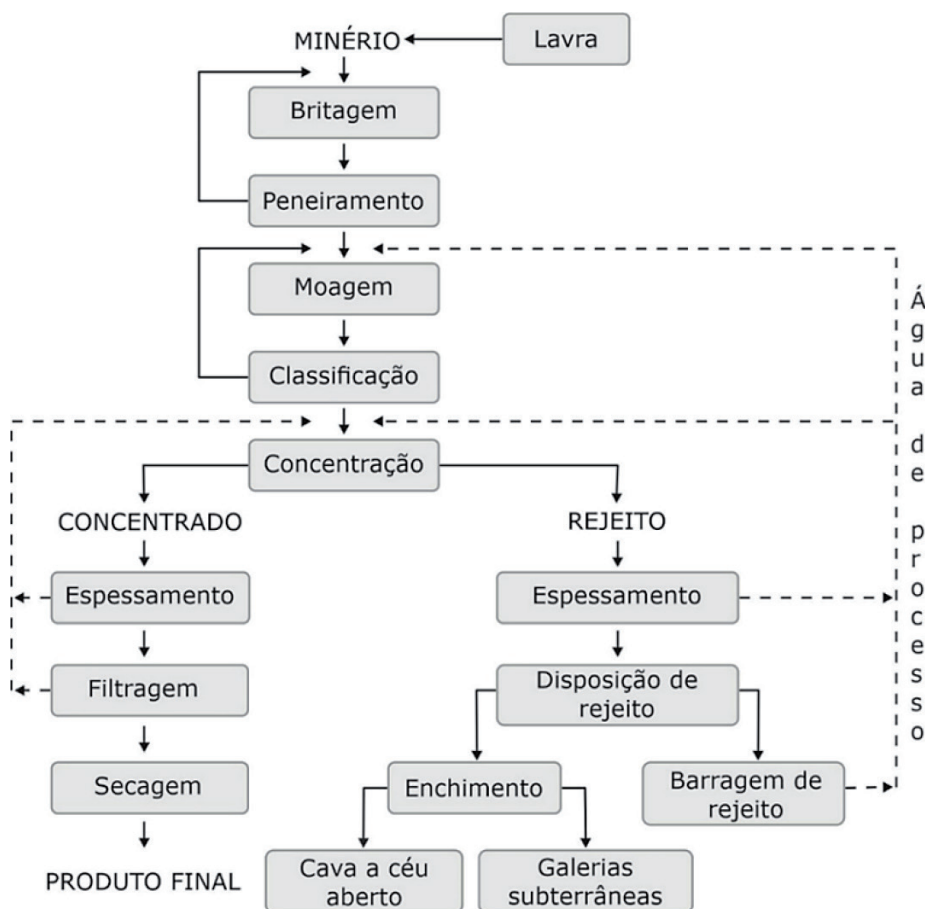 MINÉRIO
Lavra
Britagem
Peneiramento
Moagem
Classificação
Concentração
CONCENTRADO
REJEITO
Espessamento
Espessamento
Filtragem
Disposição de
rejeito
Secagem
Enchimento
Barragem de
rejeito
PRODUTO FINAL
Cava a céu
aberto
Galerias
subterrâneas
Água de processo